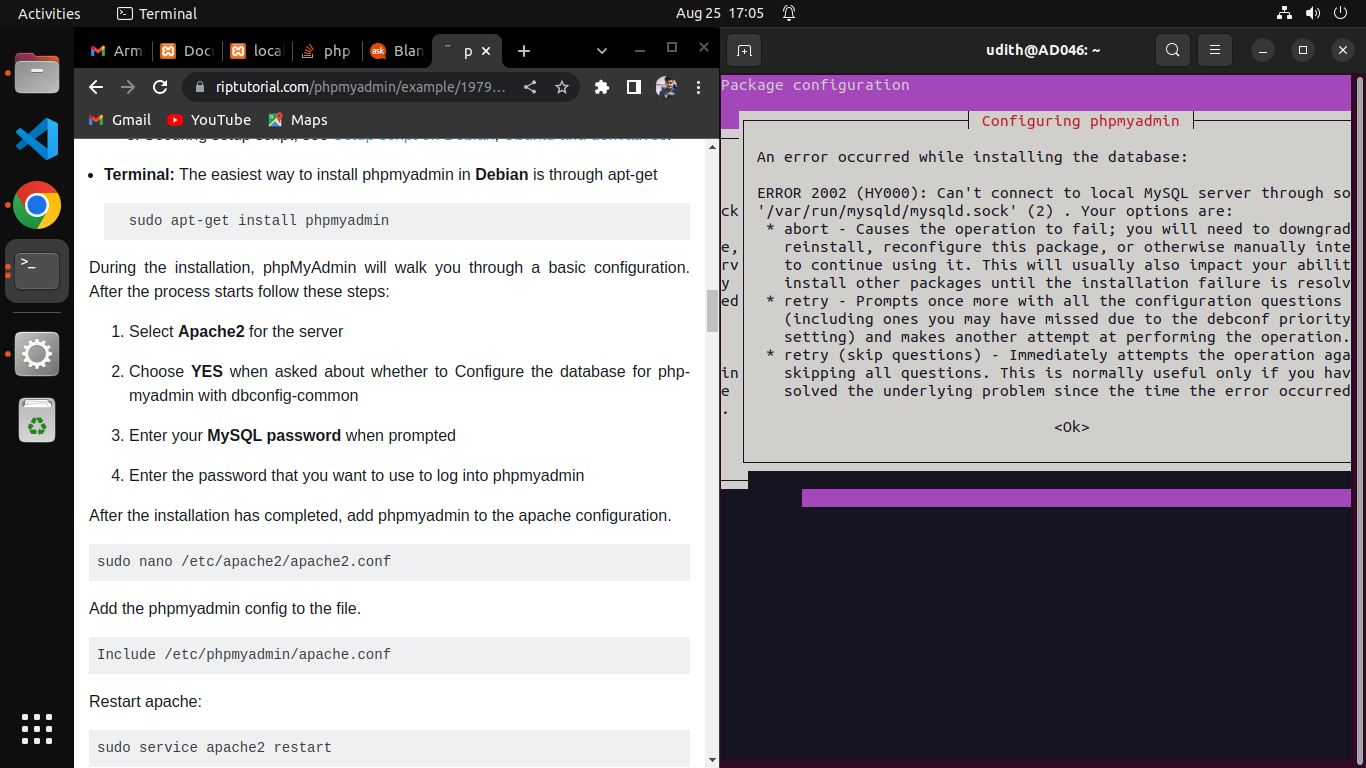 Activities
Terminal
Aug 25 17:05
Arm
Docu
loca
php
ask
Blan
p
riptutorial.com/phpmyadmin/example/1979...
Gmail
YouTube
Maps
Terminal: The easiest way to install phpmyadmin in Debian is through apt-get
sudo apt-get install phpmyadmin
During the installation, phpMyAdmin will walk you through a basic configuration.
After the process starts follow these steps:
1. Select Apache2 for the server
2. Choose YES when asked about whether to Configure the database for php-
myadmin with dbconfig-common
3. Enter your MySQL password when prompted
4. Enter the password that you want to use to log into phpmyadmin
After the installation has completed, add phpmyadmin to the apache configuration.
sudo nano /etc/apache2/apache2.conf
Add the phpmyadmin config to the file.
Include /etc/phpmyadmin/apache.conf
Restart apache:
sudo service apache2 restart
udith@AD046: ~
Package configuration
Configuring phpmyadmin
An error occurred while installing the database:
ERROR 2002 (HY000): Can't connect to local MySQL server through so
ck '/var/run/mysqld/mysqld.sock' (2) . Your options are:
* abort - Causes the operation to fail; you will need to downgrad
e, reinstall, reconfigure this package, or otherwise manually inte
rv to continue using it. This will usually also impact your abilit
y install other packages until the installation failure is resolv
ed * retry - Prompts once more with all the configuration questions
(including ones you may have missed due to the debconf priority
setting) and makes another attempt at performing the operation.
* retry (skip questions) - Immediately attempts the operation aga
in skipping all questions. This is normally useful only if you hav
e solved the underlying problem since the time the error occurred
.
<Ok>